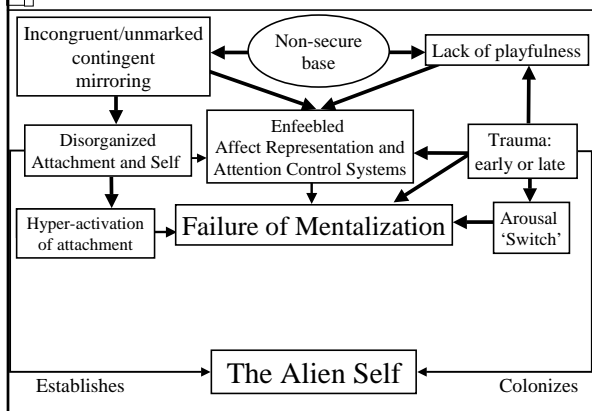 Incongruent/unmarked
contingent
mirroring
Non-secure
base
Lack of playfulness
Disorganized
Attachment and Self
Enfeebled
Affect Representation and
Attention Control Systems
Trauma:
early or late
Hyper-activation
of attachment
Failure of Mentalization
Arousal
‘Switch’
The Alien Self
Establishes
Colonizes